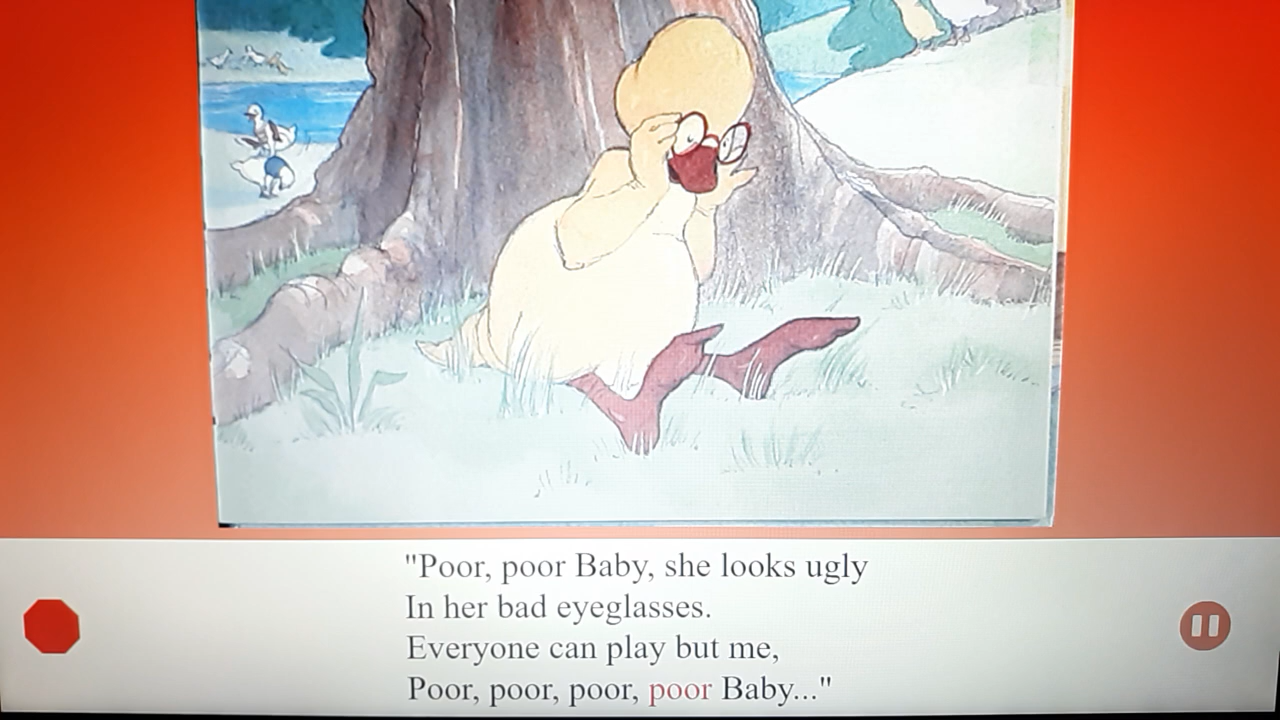 "Poor, poor Baby, she looks ugly
In her bad eyeglasses.
Everyone can play but me,
Poor, poor, poor, poor Baby..."